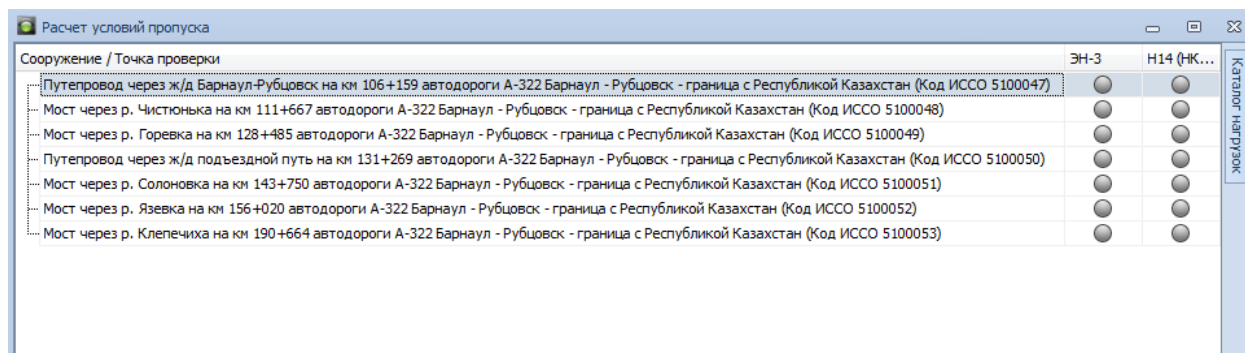 Расчет условий пропуска
Сооружение / Точка проверки ЭН-3 Н14 (НК...
Путепровод через ж/д Барнаул-Рубцовск на км 106+159 автодороги А-322 Барнаул - Рубцовск - граница с Республикой Казахстан (Код ИССО 5100047)
Мост через р. Чистюнька на км 111+667 автодороги А-322 Барнаул - Рубцовск - граница с Республикой Казахстан (Код ИССО 5100048)
Мост через р. Горевка на км 128+485 автодороги А-322 Барнаул - Рубцовск - граница с Республикой Казахстан (Код ИССО 5100049)
Путепровод через ж/д подъездной путь на км 131+269 автодороги А-322 Барнаул - Рубцовск - граница с Республикой Казахстан (Код ИССО 5100050)
Мост через р. Солоновка на км 143+750 автодороги А-322 Барнаул - Рубцовск - граница с Республикой Казахстан (Код ИССО 5100051)
Мост через р. Язевка на км 156+020 автодороги А-322 Барнаул - Рубцовск - граница с Республикой Казахстан (Код ИССО 5100052)
Мост через р. Клепечиха на км 190+664 автодороги А-322 Барнаул - Рубцовск - граница с Республикой Казахстан (Код ИССО 5100053)
Каталог нагрузок